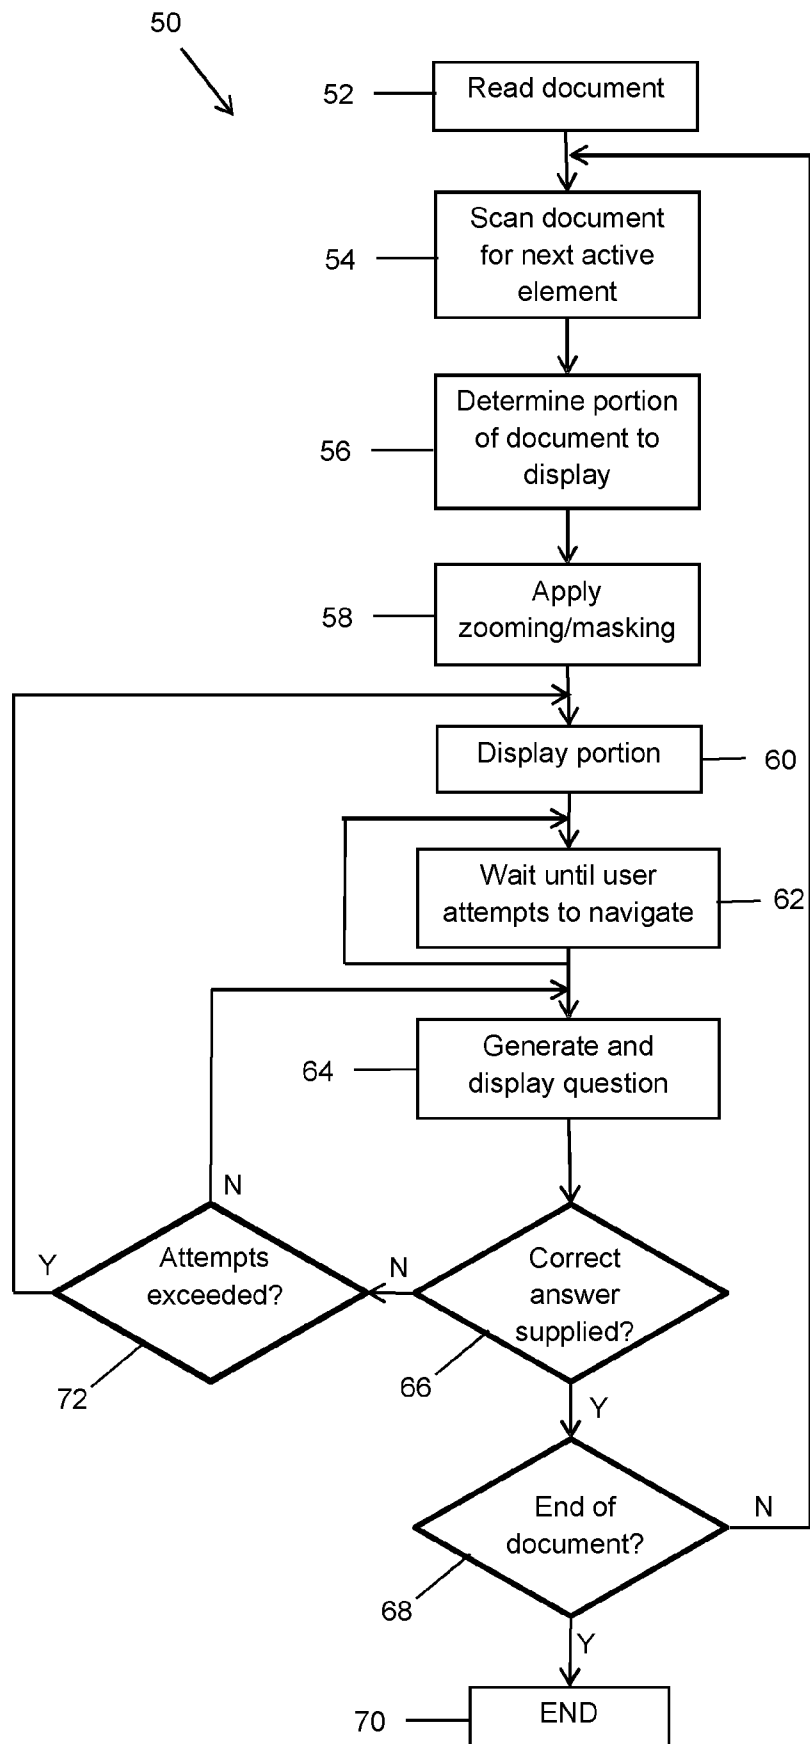 50
52
Read document
54
Scan document
for next active
element
56
Determine portion
of document to
display
58
Apply
zooming/masking
Display portion
60
Wait until user
attempts to navigate
62
64
Generate and
display question
N
Y
Attempts
exceeded?
N
Correct
answer
supplied?
72
66
Y
End of
document?
N
68
Y
70
END